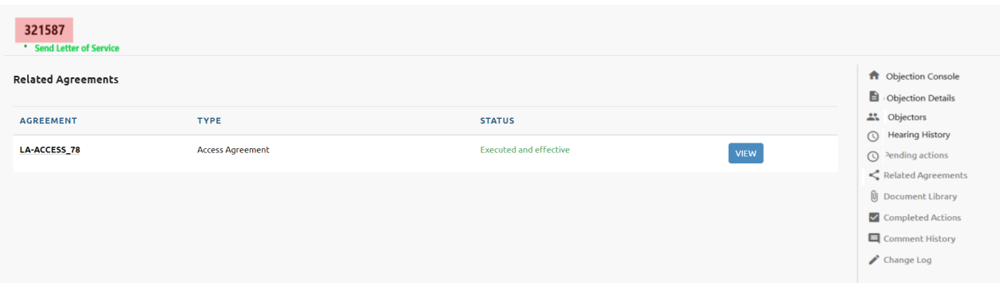 321587
Send Letter of Service
Related Agreements
AGREEMENT TYPE STATUS
LA-ACCESS_78 Access Agreement Executed and effective VIEW
Objection Console
Objection Details
Objectors
Hearing History
Pending actions
Related Agreements
Document Library
Completed Actions
Comment History
Change Log